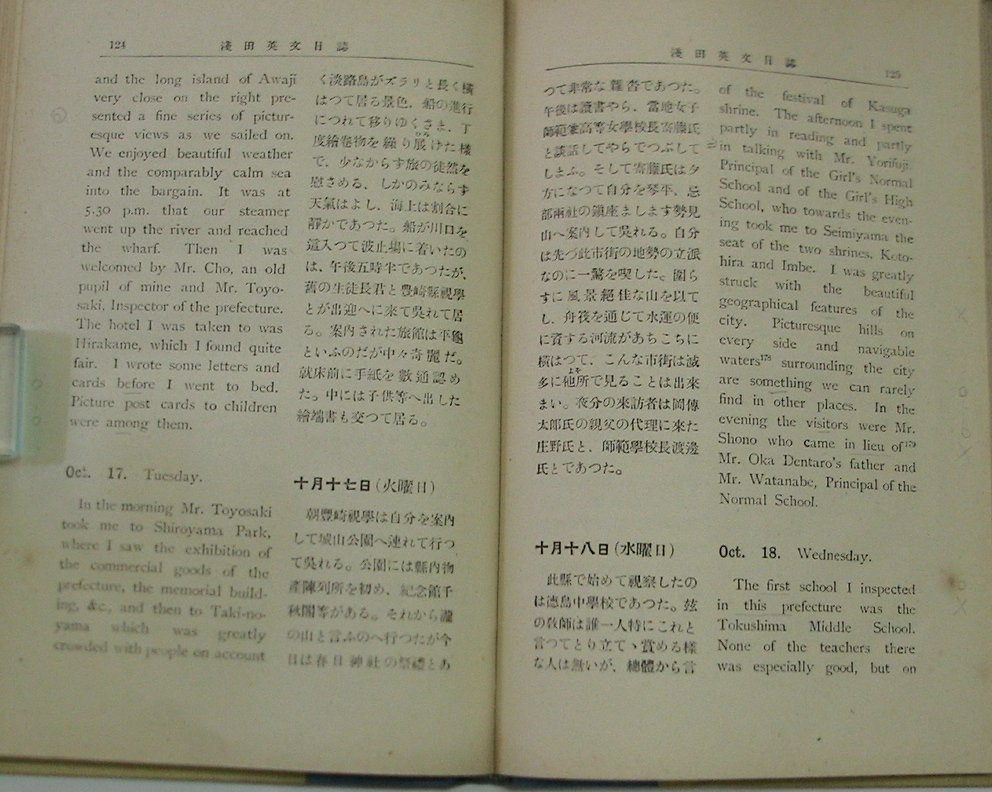 124
淺田英文日誌
and the long island of Awaji
very close on the right pre-
sented a fine series of pictur-
esque views as we sailed on.
We enjoyed beautiful weather
and the comparably calm sea
into the bargain. It was at
5.30 p.m. that our steamer
went up the river and reached
the wharf. Then I was
welcomed by Mr. Cho, an old
pupil of mine and Mr. Toyo-
saki, Inspector of the prefecture.
The hotel I was taken to was
Hirakame, which I found quite
fair. I wrote some letters and
cards before I went to bed.
Picture post cards to children
were among them.
く淡路島がズラリと長く橫
はつて居る景色、船の進行
につれて移りゆくさま、丁
度繪卷物を繰り展けた樣
で、少なからず旅の徒然を
慰さめる、しかのみならず
天氣はよし、海上は割合に
靜かであつた。船が川口を
這入つて波止場に着いたの
は、午後五時半であつたが、
舊の生徒長君と豊崎縣視學
とが出迎へに來て吳れて居
る。案內された旅館は平龜
といふのだが中々奇麗だ。
就床前に手紙を數通認め
た。中には子供等へ出した
繪端書も交つて居る。
Oct. 17. Tuesday.
In the morning Mr. Toyosaki
took me to Shiroyama Park,
where I saw the exhibition of
the commercial goods of the
prefecture, the memorial build-
ing, &c., and then to Taki-no-
yama which was greatly
crowded with people on account
十月十七日(火曜日)
朝豊崎視學は自分を案內
して城山公園へ連れて行つ
て吳れる。公園には縣內物
產陳列所を初め、紀念館千
秋閣等がある。それから瀧
の山と言ふのへ行つたが今
日は春日神社の祭禮とあ
淺田英文日誌
125
つて非常な雜沓であつた。
午後は讀書やら、當地女子
師範兼高等女學校長寄藤氏
と談話してやらでつぶして
しまふ。そして寄藤氏は夕
方になつて自分を琴平、忌
部兩社の鎭座まします勢見
山へ案內して吳れる。自分
は先づ此市街の地勢の立派
なのに一驚を喫した。圍ら
すに風景絕佳な山を以て
し、舟筏を通じて水運の便
に資する河流があちこちに
橫はつて、こんな市街は滅
多に他所で見ることは出來
まい。夜分の來訪者は岡傳
太郎氏の親父の代理に來た
庄野氏と、師範學校長渡邊
氏とであつた。
of the festival of Kasuga
shrine. The afternoon I spent
partly in reading and partly
in talking with Mr. Yorifuji,
Principal of the Girl's Normal
School and of the Girl's High
School, who towards the even-
ing took me to Seimiyama the
seat of the two shrines, Koto-
hira and Imbe. I was greatly
struck with the beautiful
geographical features of the
city. Picturesque hills on
every side and navigable
waters¹⁷⁸ surrounding the city
are something we can rarely
find in other places. In the
evening the visitors were Mr.
Shono who came in lieu of¹⁷⁹
Mr. Oka Dentaro's father and
Mr. Watanabe, Principal of the
Normal School.
十月十八日(水曜日)
此縣で始めて視察したの
は德島中學校であつた。玆
の敎師は誰一人特にこれと
言つてとり立てゝ賞める樣
な人は無いが、總體から言
Oct. 18. Wednesday.
The first school I inspected
in this prefecture was the
Tokushima Middle School.
None of the teachers there
was especially good, but on